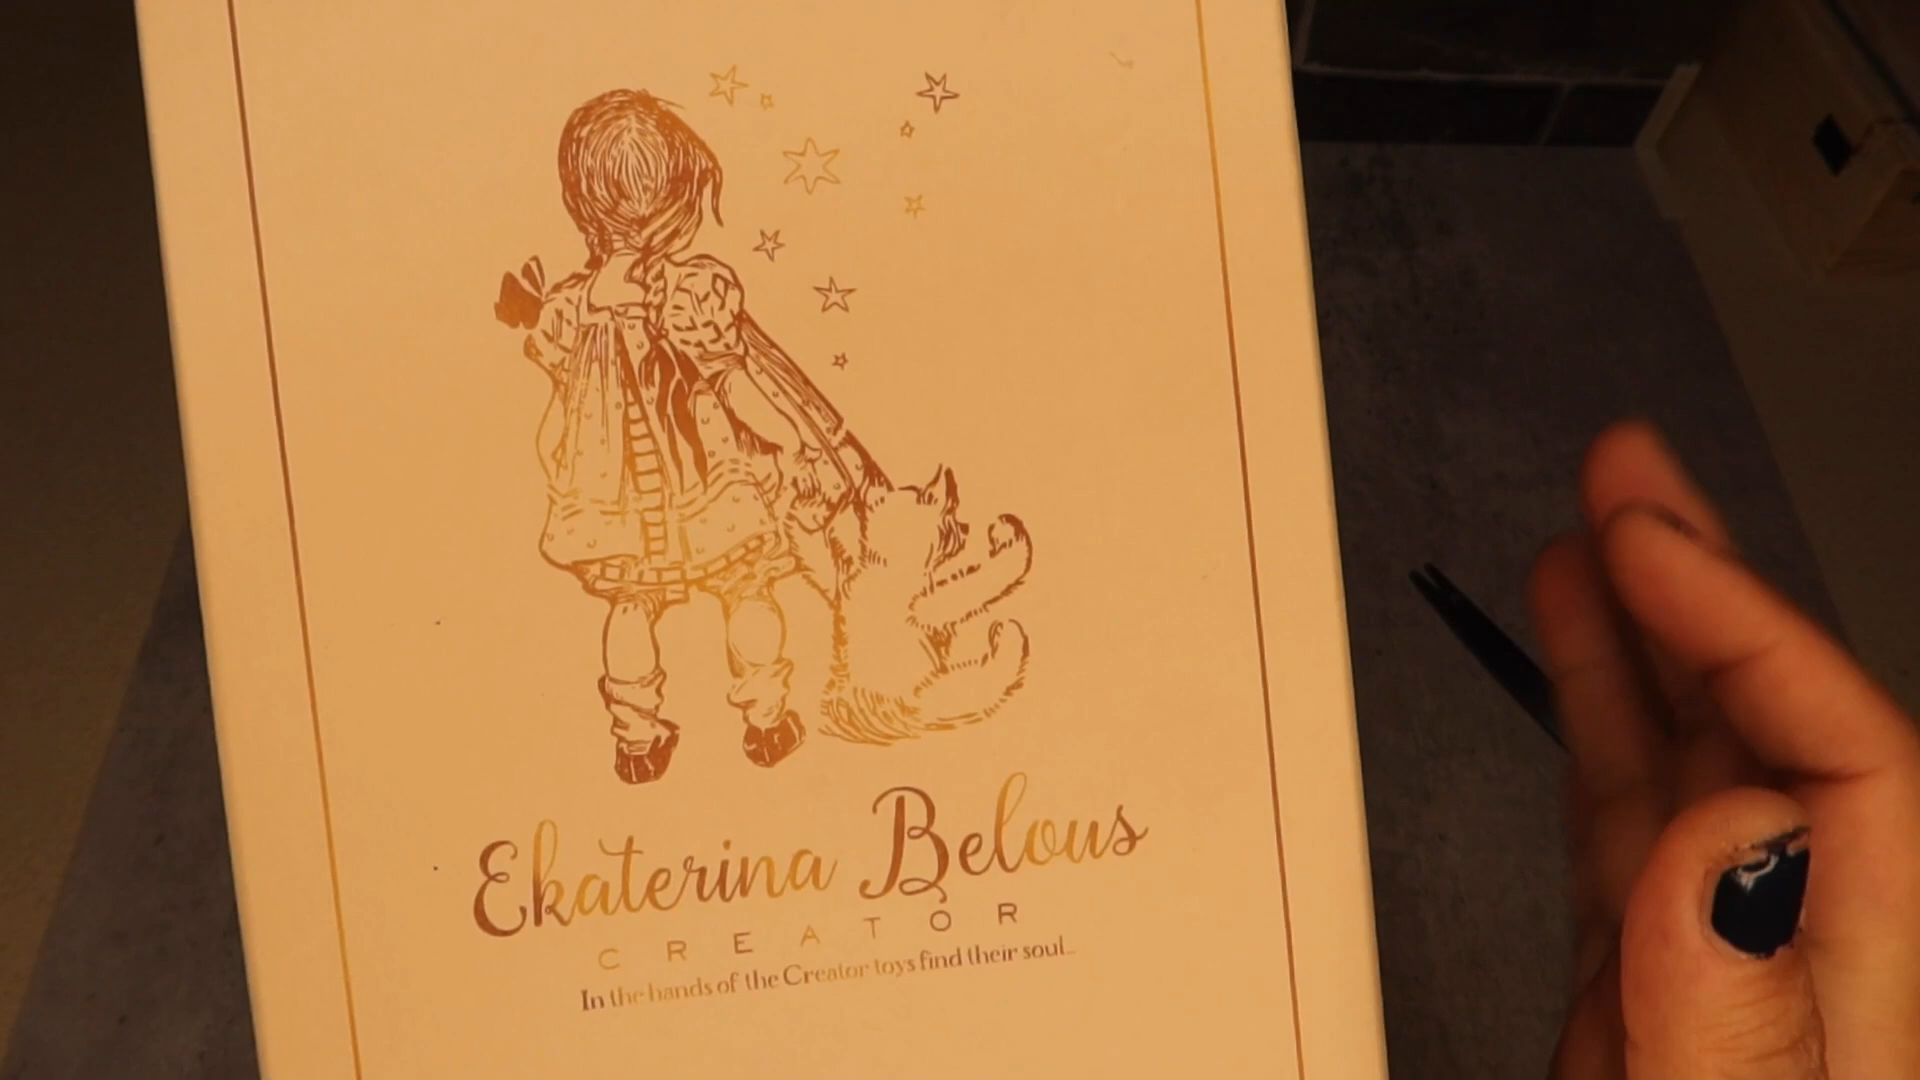 Ekaterina Belous
CREATOR
In the hands of the Creator toys find their soul...